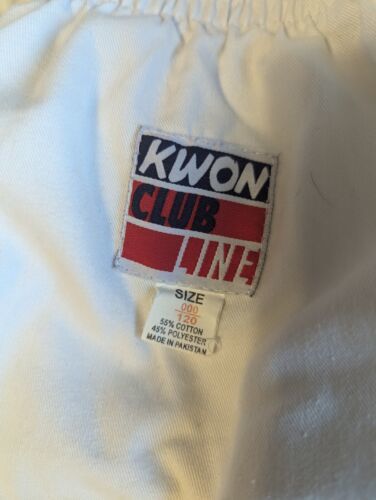 KWON
CLUB
LINE
SIZE
000
120
55% COTTON
45% POLYESTER
MADE IN PAKISTAN